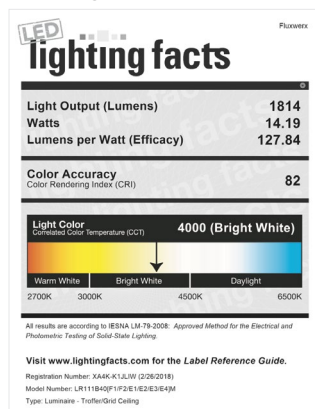 Fluxwerx
LED
lighting facts
Light Output (Lumens) 1814
Watts 14.19
Lumens per Watt (Efficacy) 127.84
Color Accuracy 82
Color Rendering Index (CRI)
Light Color 4000 (Bright White)
Correlated Color Temperature (CCT)
Warm White Bright White Daylight
2700K 3000K 4500K 6500K
All results are according to IESNA LM-79-2008: Approved Method for the Electrical and
Photometric Testing of Solid-State Lighting.
Visit www.lightingfacts.com for the Label Reference Guide.
Registration Number: XA4K-K1JLIW (2/26/2018)
Model Number: LR111B40[F1/F2/E1/E2/E3/E4]M
Type: Luminaire - Troffer/Grid Ceiling